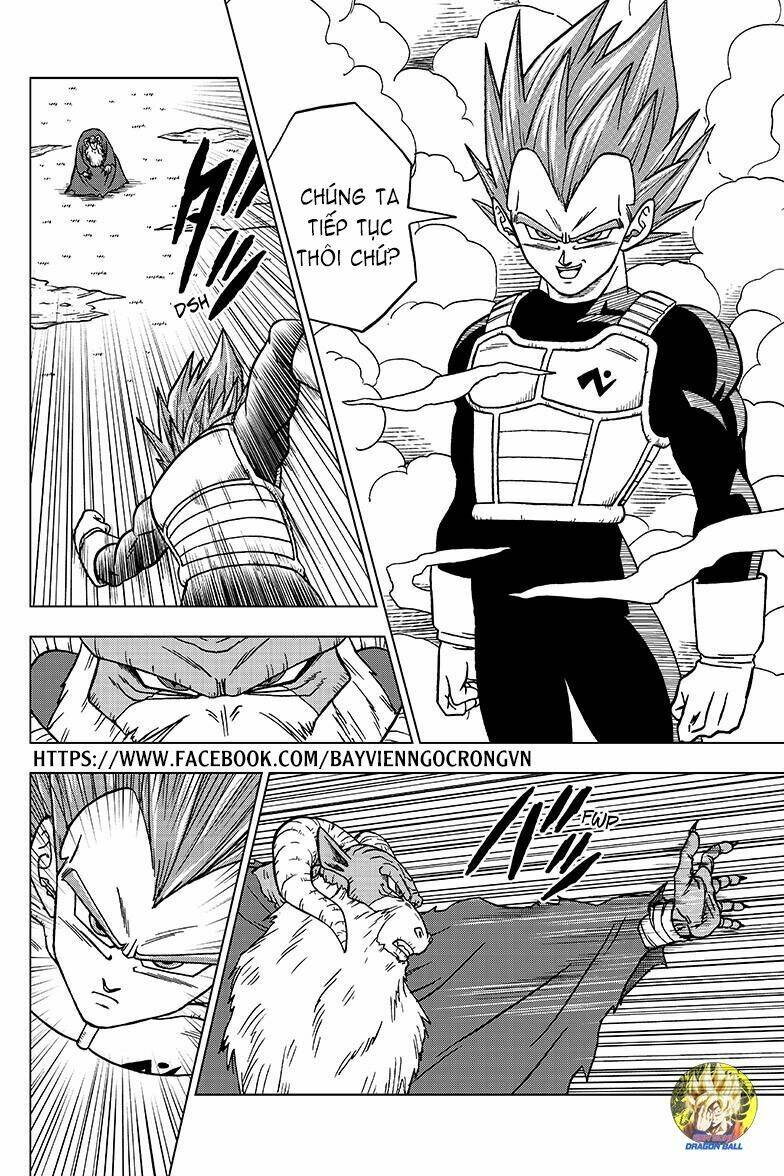 CHÚNG TA
TIẾP TỤC
THÔI CHỨ?
DSH
HTTPS://WWW.FACEBOOK.COM/BAYVIENNGOCRONGVN
FWP
DRAGON BALL